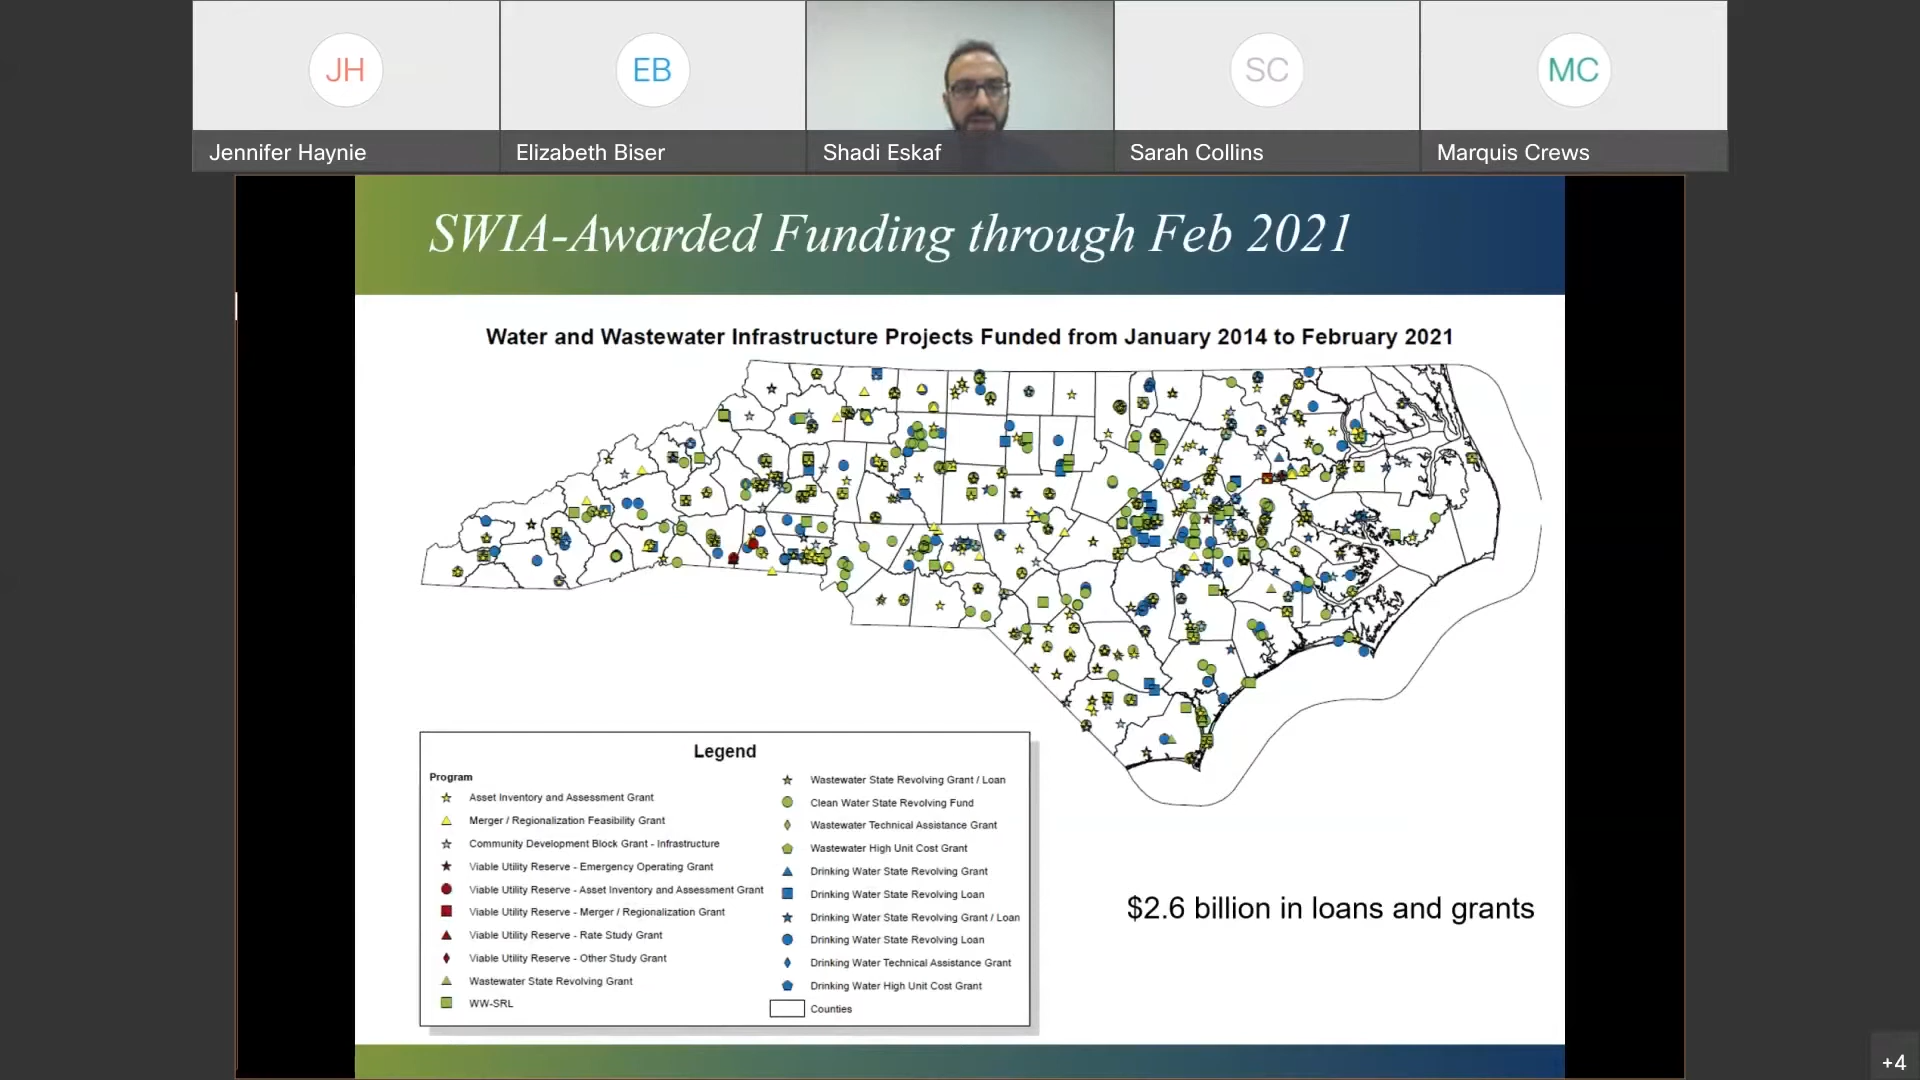 JH
EB
SC
MC
Jennifer Haynie
Elizabeth Biser
Shadi Eskaf
Sarah Collins
Marquis Crews
SWIA-Awarded Funding through Feb 2021
Water and Wastewater Infrastructure Projects Funded from January 2014 to February 2021
Legend
Program
Asset Inventory and Assessment Grant
Merger / Regionalization Feasibility Grant
Community Development Block Grant - Infrastructure
Viable Utility Reserve - Emergency Operating Grant
Viable Utility Reserve - Asset Inventory and Assessment Grant
Viable Utility Reserve - Merger / Regionalization Grant
Viable Utility Reserve - Rate Study Grant
Viable Utility Reserve - Other Study Grant
Wastewater State Revolving Grant
WW-SRL
Wastewater State Revolving Grant / Loan
Clean Water State Revolving Fund
Wastewater Technical Assistance Grant
Wastewater High Unit Cost Grant
Drinking Water State Revolving Grant
Drinking Water State Revolving Loan
Drinking Water State Revolving Grant / Loan
Drinking Water State Revolving Loan
Drinking Water Technical Assistance Grant
Drinking Water High Unit Cost Grant
Counties
$2.6 billion in loans and grants
+4